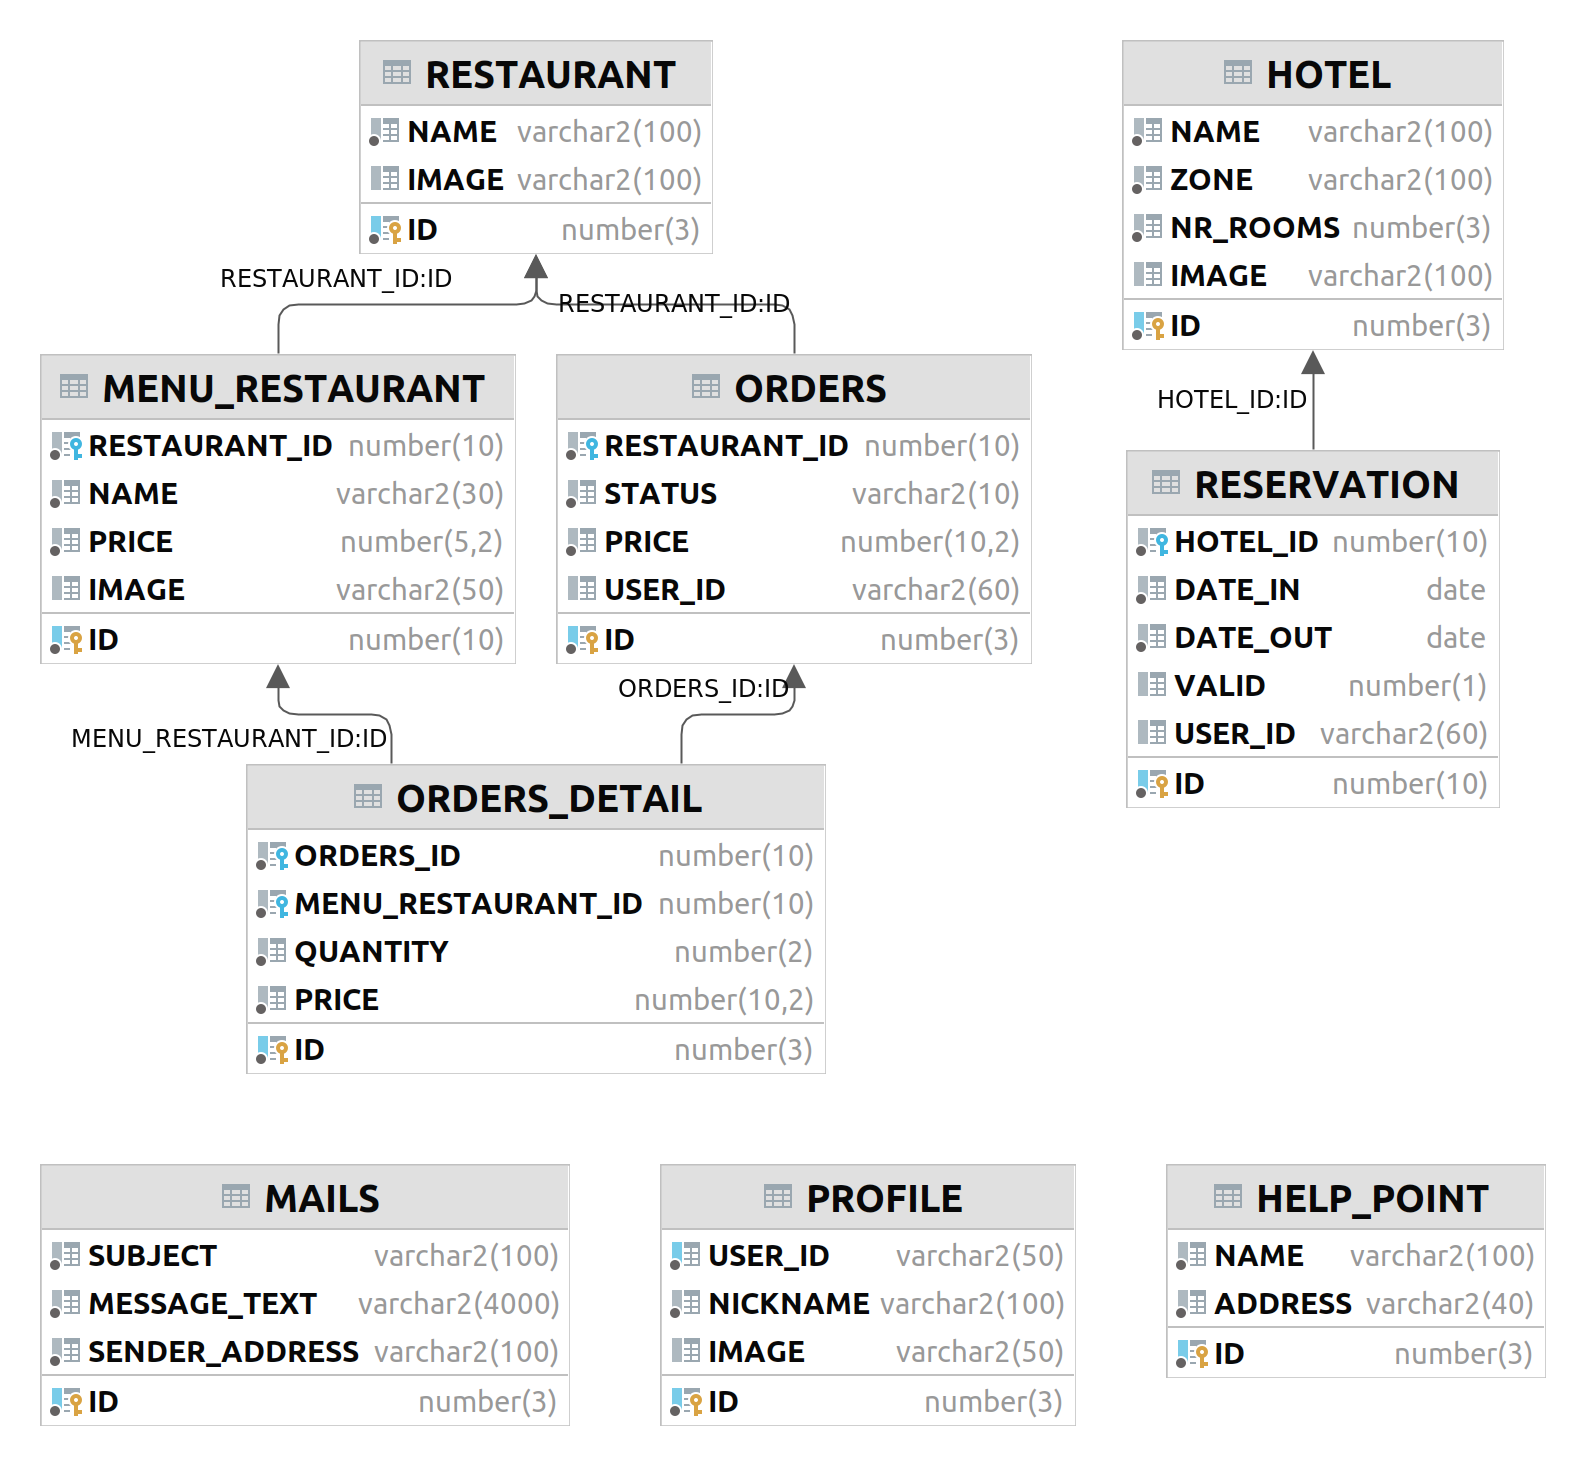 RESTAURANT
NAME varchar2(100)
IMAGE varchar2(100)
ID number(3)
HOTEL
NAME varchar2(100)
ZONE varchar2(100)
NR_ROOMS number(3)
IMAGE varchar2(100)
ID number(3)
RESTAURANT_ID:ID
RESTAURANT_ID:ID
HOTEL_ID:ID
MENU_RESTAURANT
RESTAURANT_ID number(10)
NAME varchar2(30)
PRICE number(5,2)
IMAGE varchar2(50)
ID number(10)
ORDERS
RESTAURANT_ID number(10)
STATUS varchar2(10)
PRICE number(10,2)
USER_ID varchar2(60)
ID number(3)
RESERVATION
HOTEL_ID number(10)
DATE_IN date
DATE_OUT date
VALID number(1)
USER_ID varchar2(60)
ID number(10)
MENU_RESTAURANT_ID:ID
ORDERS_ID:ID
ORDERS_DETAIL
ORDERS_ID number(10)
MENU_RESTAURANT_ID number(10)
QUANTITY number(2)
PRICE number(10,2)
ID number(3)
MAILS
SUBJECT varchar2(100)
MESSAGE_TEXT varchar2(4000)
SENDER_ADDRESS varchar2(100)
ID number(3)
PROFILE
USER_ID varchar2(50)
NICKNAME varchar2(100)
IMAGE varchar2(50)
ID number(3)
HELP_POINT
NAME varchar2(100)
ADDRESS varchar2(40)
ID number(3)